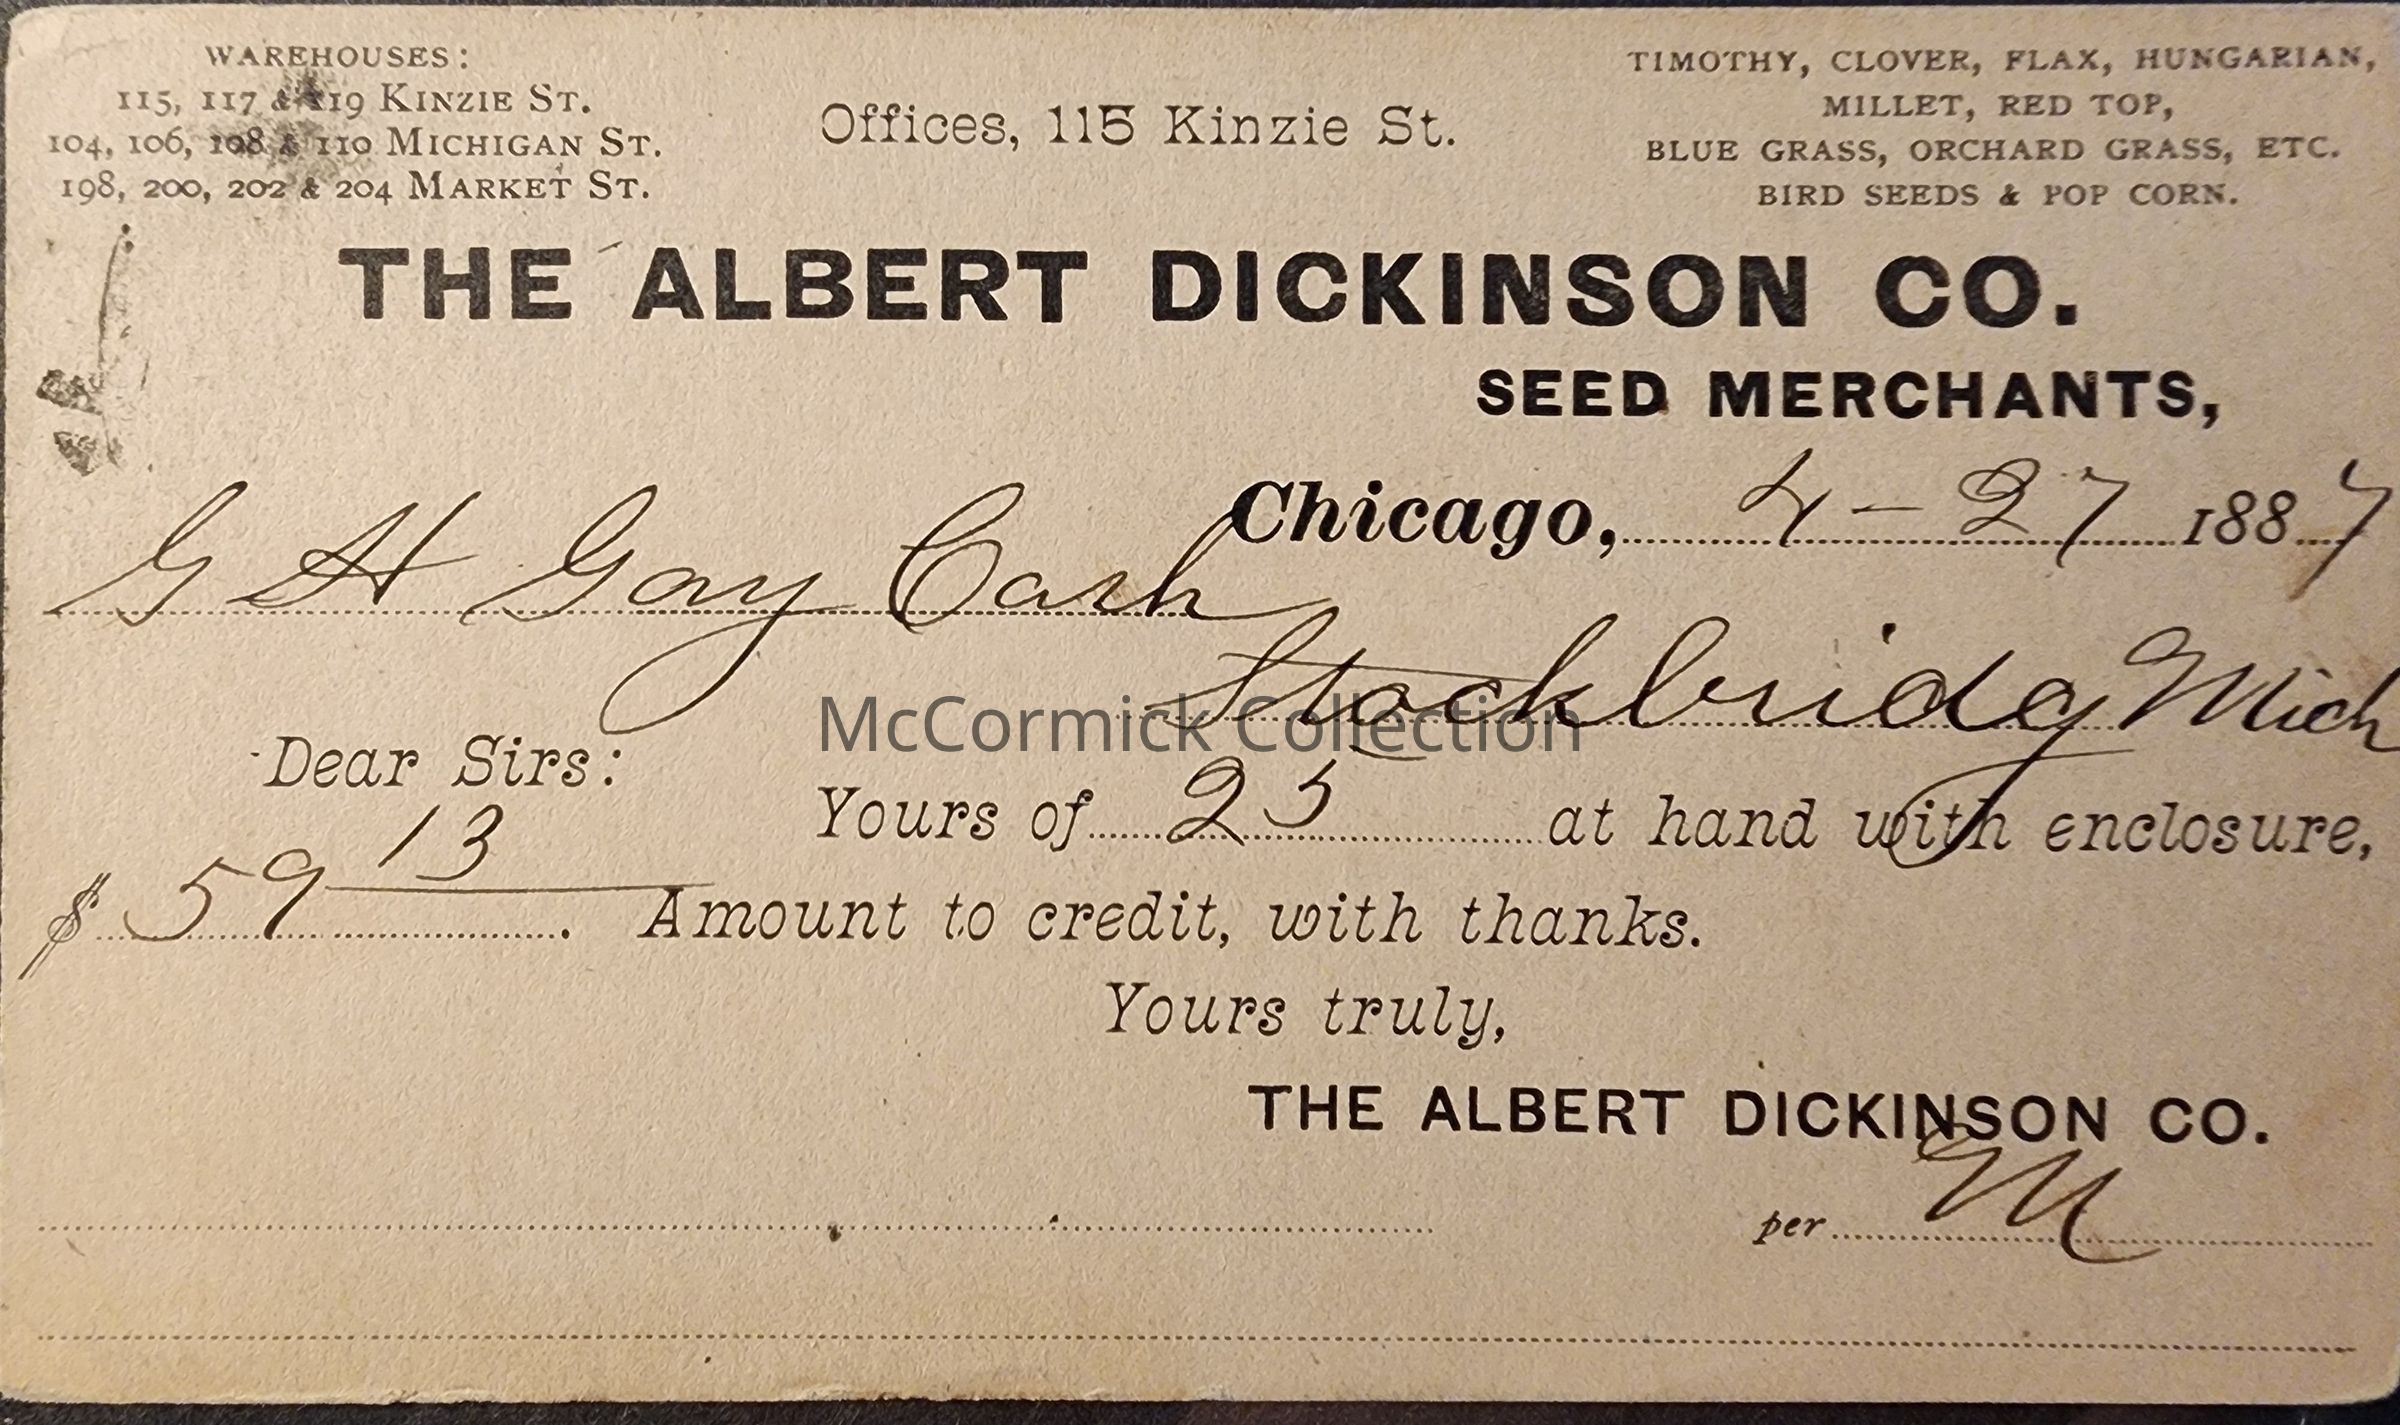 WAREHOUSES:
115, 117 & 119 KINZIE ST.
104, 106, 108 & 110 MICHIGAN ST.
198, 200, 202 & 204 MARKET ST.
Offices, 115 Kinzie St.
TIMOTHY, CLOVER, FLAX, HUNGARIAN,
MILLET, RED TOP,
BLUE GRASS, ORCHARD GRASS, ETC.
BIRD SEEDS & POP CORN.
THE ALBERT DICKINSON CO.
SEED MERCHANTS,
Chicago, 4-27 1887
G H Gay Cash
Stockbridg Mich
McCormick Collection
Dear Sirs:
Yours of 25 at hand with enclosure,
$ 59 13. Amount to credit, with thanks.
Yours truly,
THE ALBERT DICKINSON CO.
per M